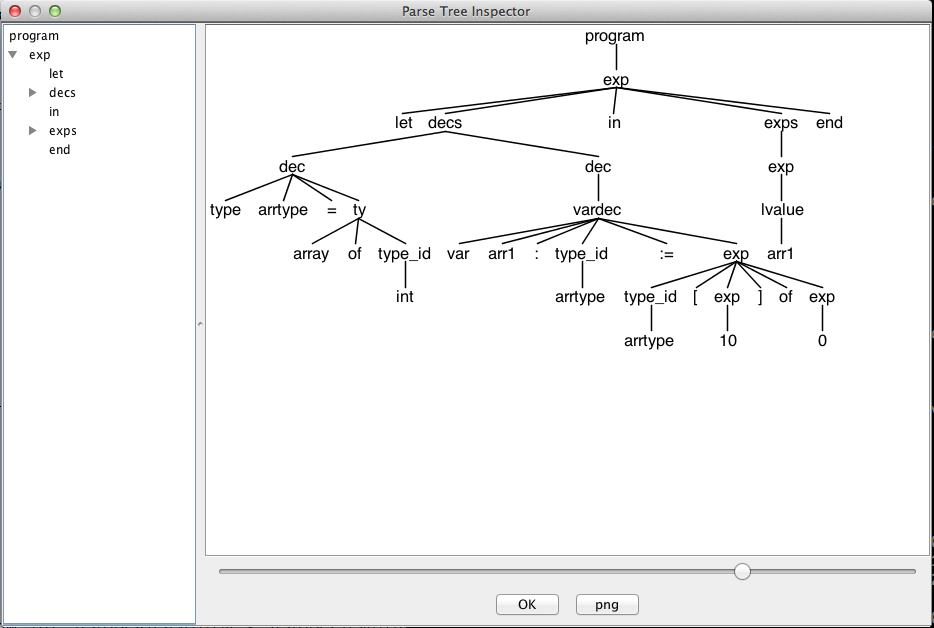 Parse Tree Inspector
program
exp
let
decs
in
exps
end
program
exp
let decs in exps end
dec dec exp
type arrtype = ty vardec lvalue
array of type_id var arr1 : type_id := exp arr1
int arrtype type_id [ exp ] of exp
arrtype 10 0
OK png